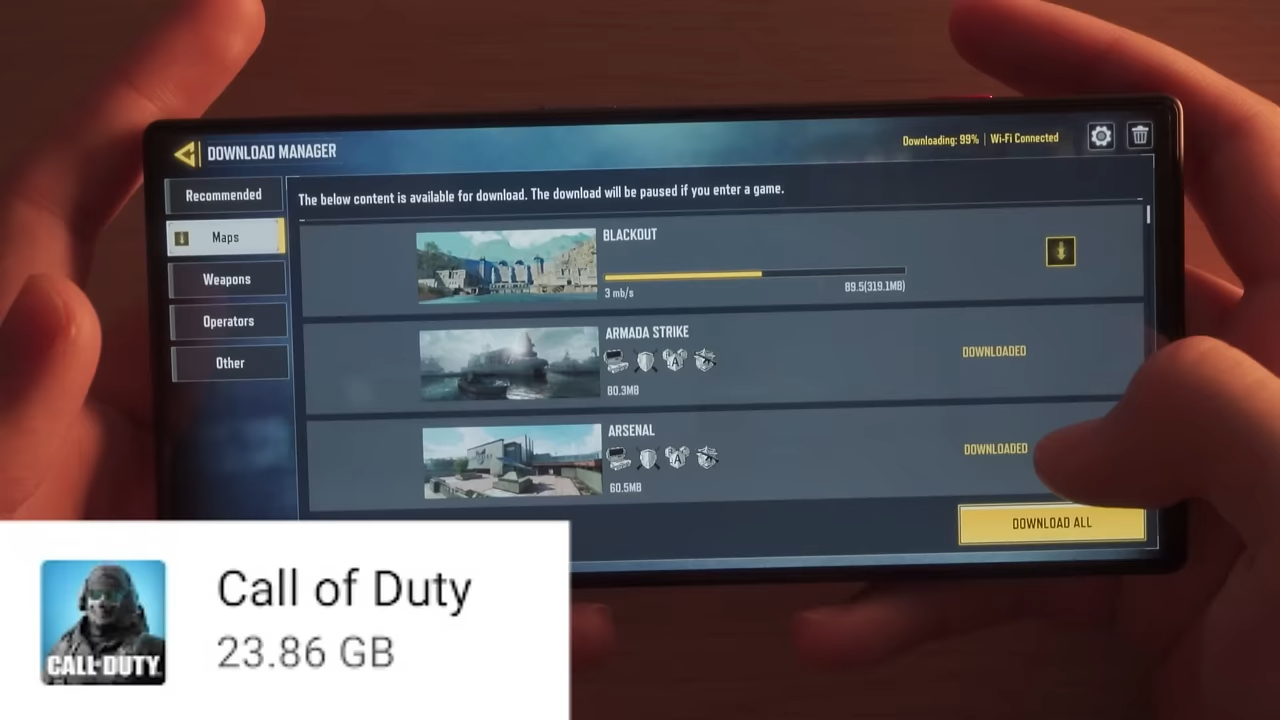 DOWNLOAD MANAGER
Downloading: 99% | Wi-Fi Connected
Recommended
Maps
Weapons
Operators
Other
The below content is available for download. The download will be paused if you enter a game.
BLACKOUT
3 mb/s
89.5(319.1MB)
ARMADA STRIKE
A
80.3MB
DOWNLOADED
ARSENAL
A
60.5MB
DOWNLOADED
DOWNLOAD ALL
CALL OF DUTY
Call of Duty
23.86 GB